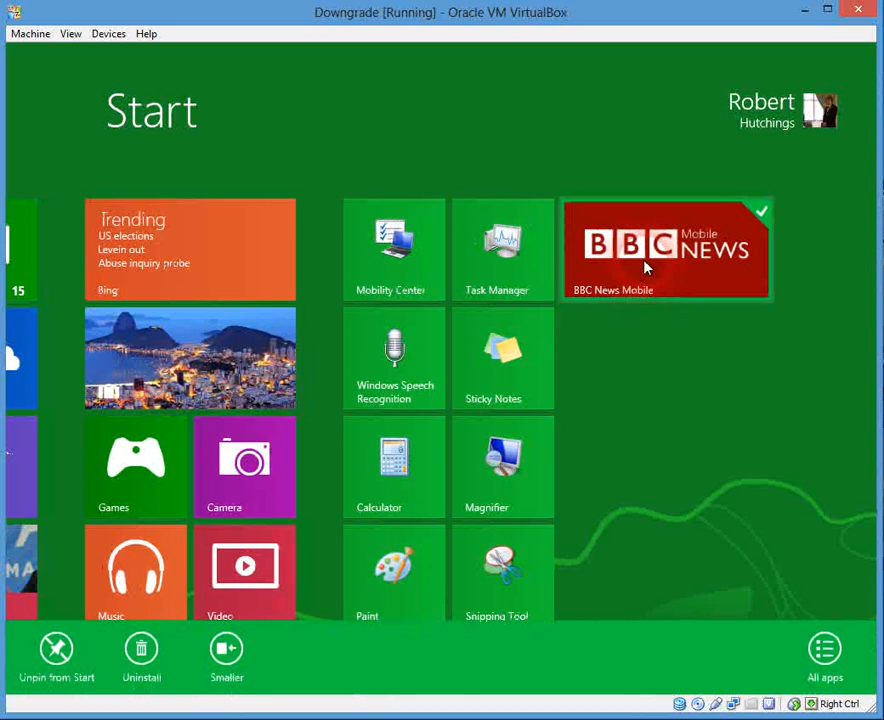 Downgrade [Running] - Oracle VM VirtualBox
Machine View Devices Help
Start
Robert
Hutchings
15
Trending
US elections
Levein out
Abuse inquiry probe
Bing
Mobility Center
Task Manager
BBC Mobile
NEWS
BBC News Mobile
Windows Speech
Recognition
Sticky Notes
Games
Camera
Calculator
Magnifier
MA
Music
Video
Paint
Snipping Tool
Unpin from Start
Uninstall
Smaller
All apps
Right Ctrl